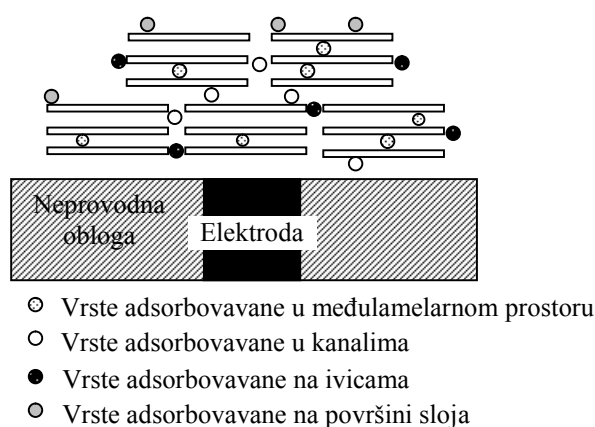 Neprovodna
obloga
Elektroda
Vrste adsorbovavane u međulamelarnom prostoru
Vrste adsorbovavane u kanalima
Vrste adsorbovavane na ivicama
Vrste adsorbovavane na površini sloja